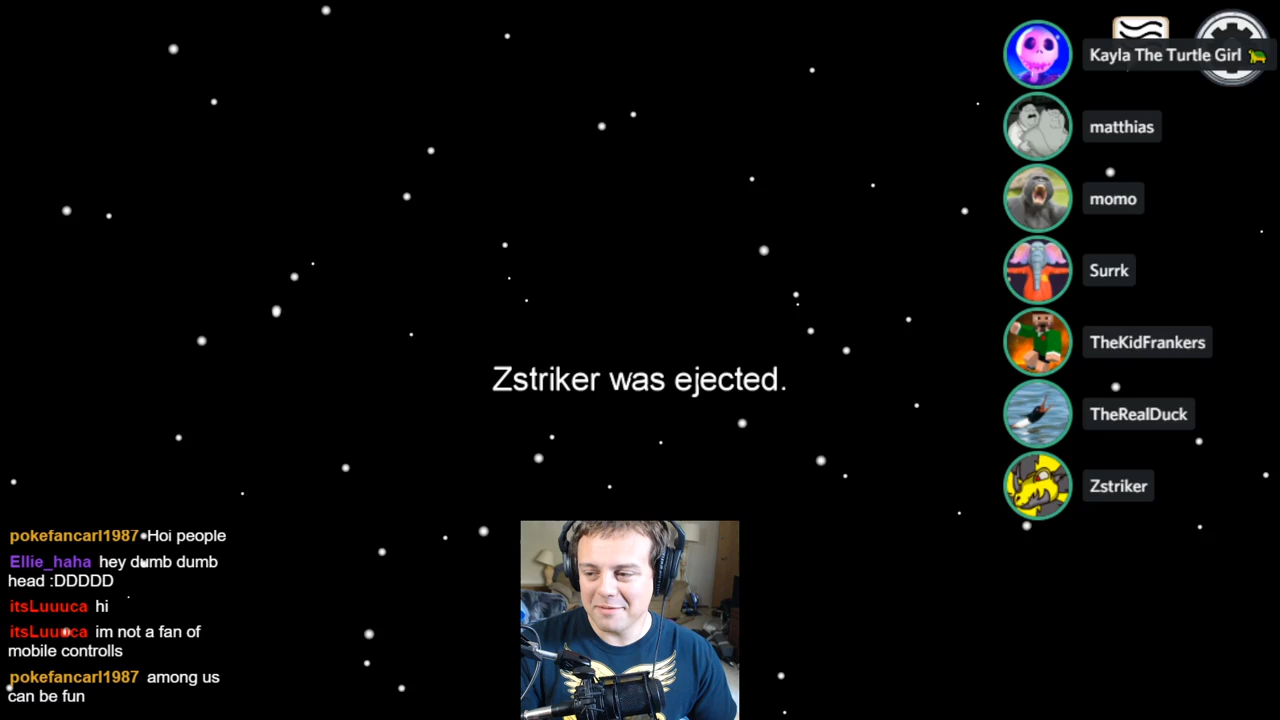 Kayla The Turtle Girl 🐢
matthias
momo
Surrk
TheKidFrankers
Zstriker was ejected.
TheRealDuck
Zstriker
pokefancarl1987 Hoi people
Ellie_haha hey dumb dumb
head :DDDDD
itsLuuuca hi
itsLuuuca im not a fan of
mobile controlls
pokefancarl1987 among us
can be fun